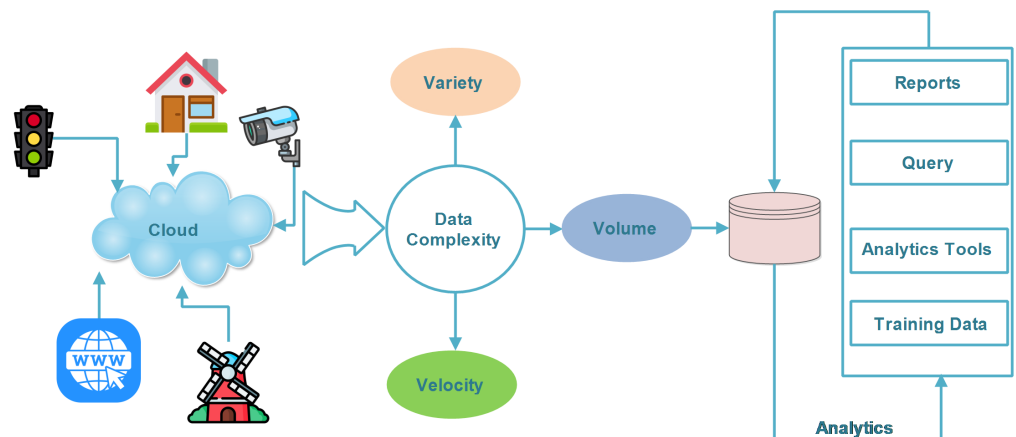 Variety
Reports
Query
Cloud
Data
Complexity
Volume
Analytics Tools
Training Data
WWW
Velocity
Analytics